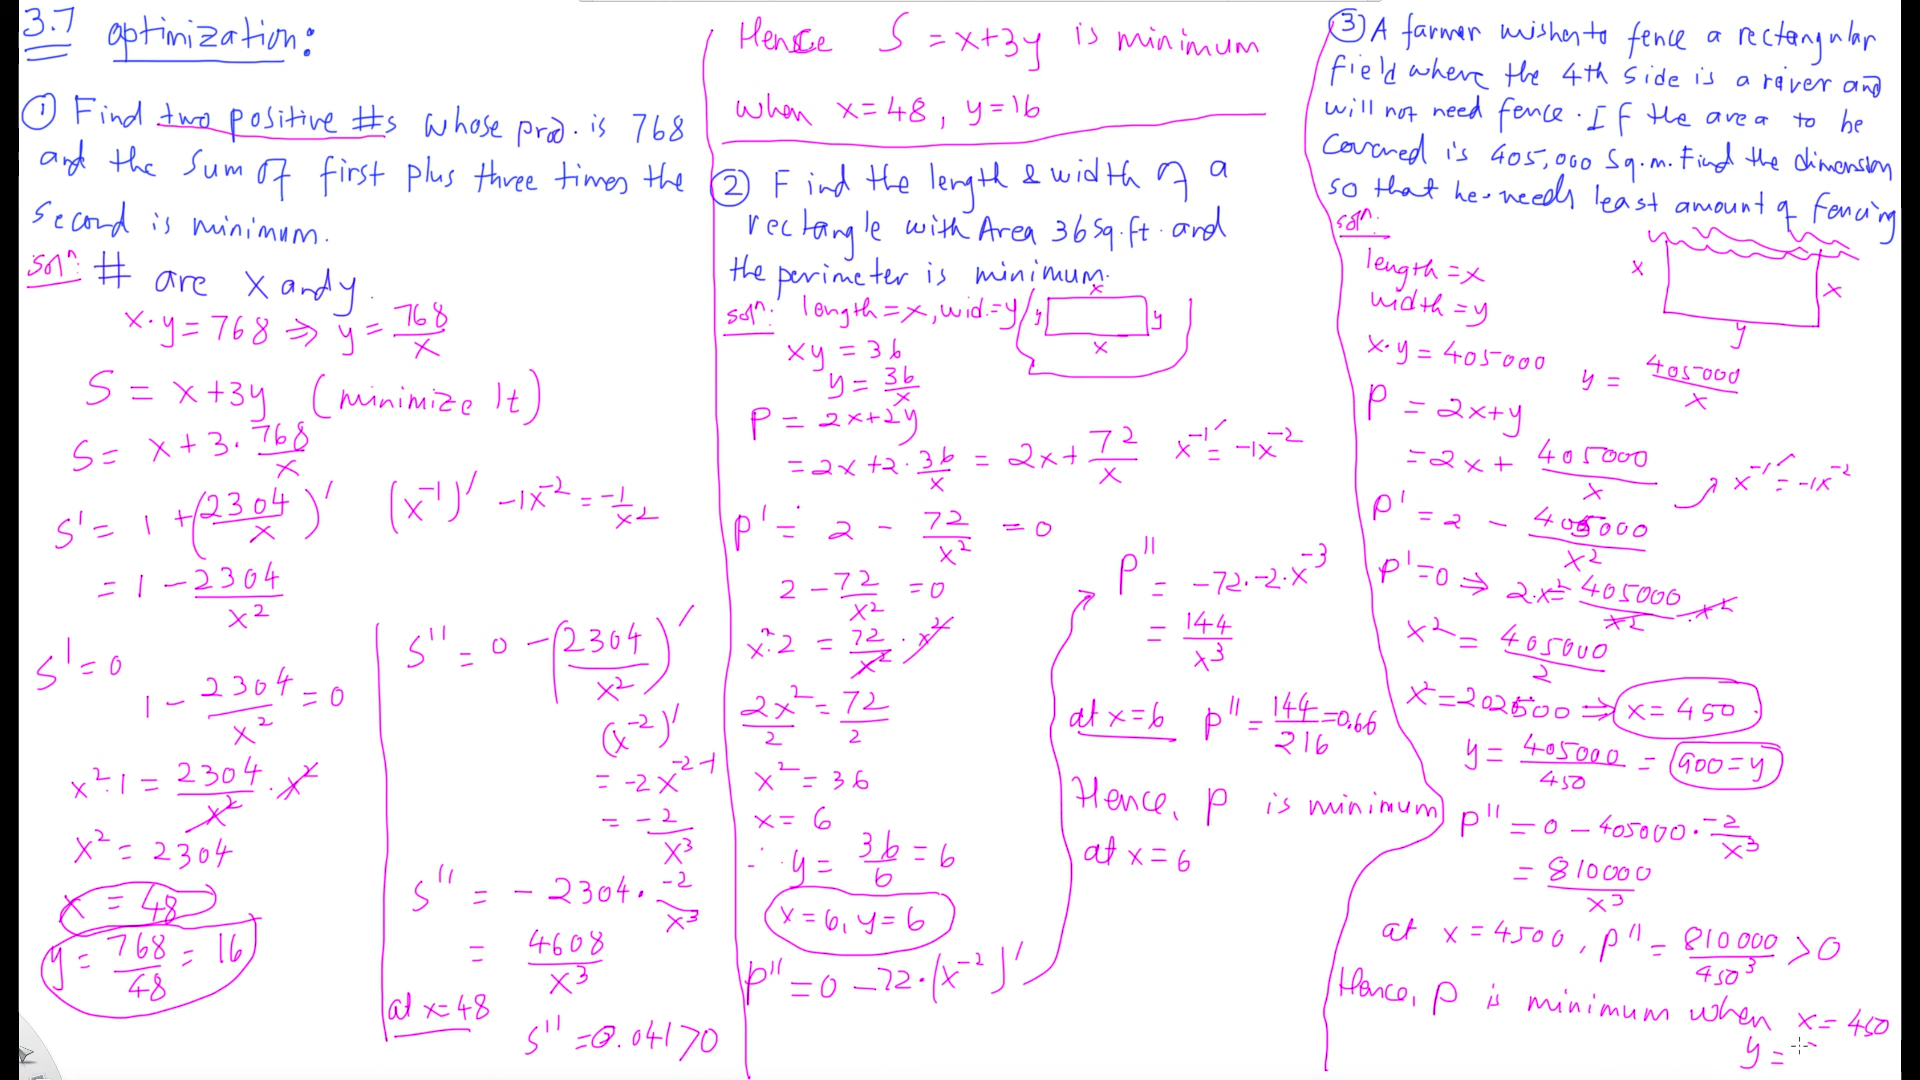 3.7 optimization:
① Find two positive #s whose prod. is 768
and the sum of first plus three times the
second is minimum.
solⁿ: # are x and y.
x·y = 768 ⇒ y = 768/x
S = x+3y (minimize It)
S = x + 3·768/x
S' = 1 + (2304/x)' (x⁻¹)' -1x⁻² = -1/x²
= 1 - 2304/x²
S' = 0
1 - 2304/x² = 0
x²·1 = 2304/x² · x²
x² = 2304
x = 48
y = 768/48 = 16
S'' = 0 - (2304/x²)'
(x⁻²)'
= -2x⁻²⁻¹
= -2/x³
S'' = -2304 · -2/x³
= 4608/x³
at x=48
S'' = 0.0417>0
Hence S = x+3y is minimum
when x=48, y=16
② Find the length & width of a
rectangle with Area 36 sq.ft. and
the perimeter is minimum.
solⁿ: length = x, wid. = y
x
y y
x
xy = 36
y = 36/x
P = 2x+2y
= 2x+2·36/x = 2x+72/x x⁻¹' = -1x⁻²
P' = 2 - 72/x² = 0
2 - 72/x² = 0
x²·2 = 72/x² · x²
2x²/2 = 72/2
x² = 36
x = 6
∴ y = 36/6 = 6
x=6, y=6
P'' = 0 - 72·(x⁻²)'
P'' = -72·-2·x⁻³
= 144/x³
at x=6 P'' = 144/216 = 0.66
Hence, P is minimum
at x=6
③ A farmer wishes to fence a rectangular
field where the 4th side is a river and
will not need fence. If the area to be
Covered is 405,000 Sq.m. Find the dimension
so that he needs least amount of fencing
solⁿ:
length = x
width = y
x x
y
x·y = 405000 y = 405000/x
P = 2x+y
= 2x + 405000/x x⁻¹' = -1x⁻²
P' = 2 - 405000/x²
P'=0 ⇒ 2·x² = 405000/x² · x²
x² = 405000/2
x² = 202500 ⇒ x = 450
y = 405000/450 = 900 = y
P'' = 0 - 405000 · -2/x³
= 810000/x³
at x = 4500, P'' = 810000/450³ > 0
Hence, P is minimum when x = 450
y =